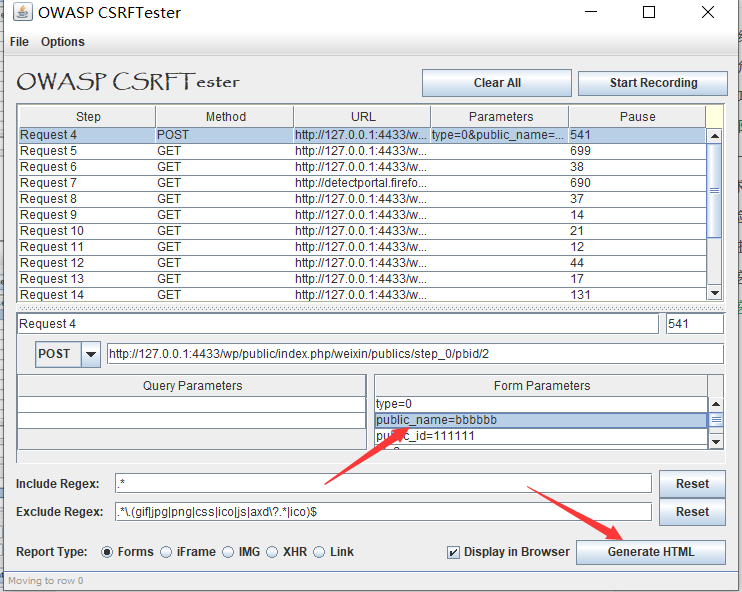 OWASP CSRFTester
File Options
OWASP CSRFTester Clear All Start Recording
Step Method URL Parameters Pause
Request 4 POST http://127.0.0.1:4433/w... type=0&public_name=... 541
Request 5 GET http://127.0.0.1:4433/w... 699
Request 6 GET http://127.0.0.1:4433/w... 38
Request 7 GET http://detectportal.firefo... 690
Request 8 GET http://127.0.0.1:4433/w... 37
Request 9 GET http://127.0.0.1:4433/w... 14
Request 10 GET http://127.0.0.1:4433/w... 21
Request 11 GET http://127.0.0.1:4433/w... 12
Request 12 GET http://127.0.0.1:4433/w... 44
Request 13 GET http://127.0.0.1:4433/w... 17
Request 14 GET http://127.0.0.1:4433/w... 131
Request 4 541
POST http://127.0.0.1:4433/wp/public/index.php/weixin/publics/step_0/pbid/2
Query Parameters Form Parameters
type=0
public_name=bbbbbb
public_id=111111
Include Regex: .* Reset
Exclude Regex: .*\.(gif|jpg|png|css|ico|js|axd\?.*|ico)$ Reset
Report Type: Forms iFrame IMG XHR Link Display in Browser Generate HTML
Moving to row 0